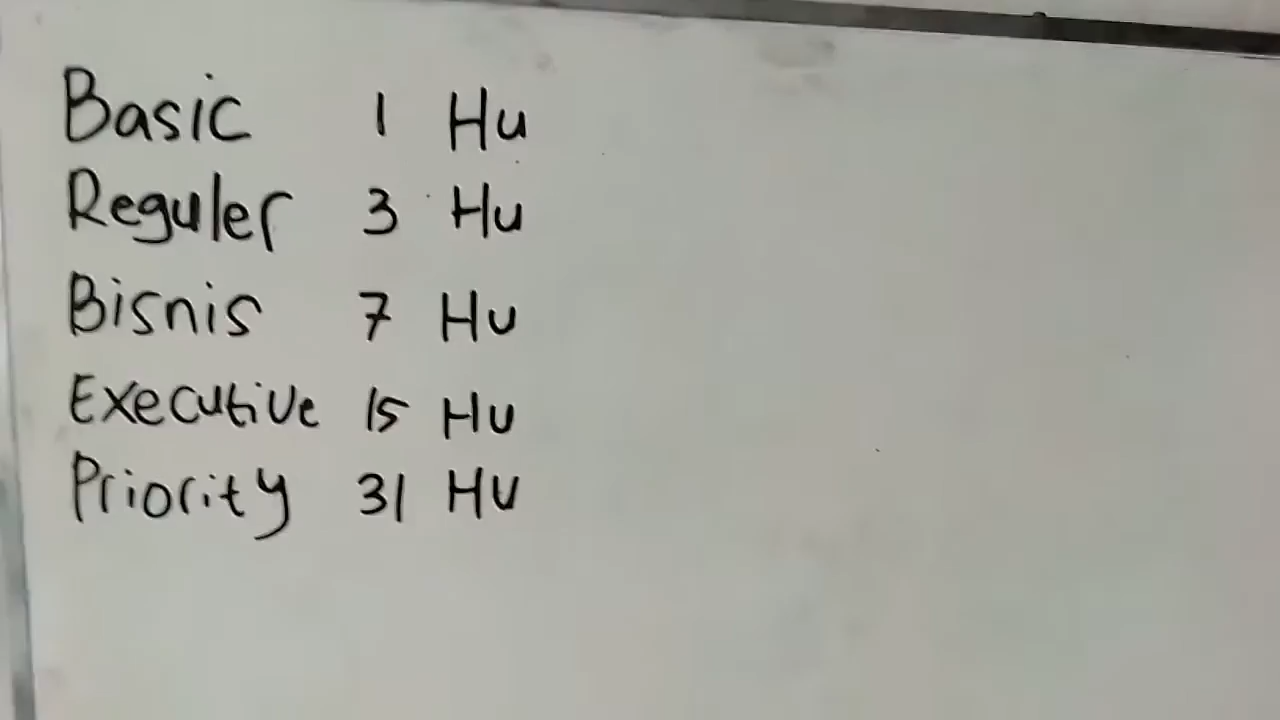 Basic 1 Hu
Reguler 3 Hu
Bisnis 7 Hu
Executive 15 Hu
Priority 31 Hu